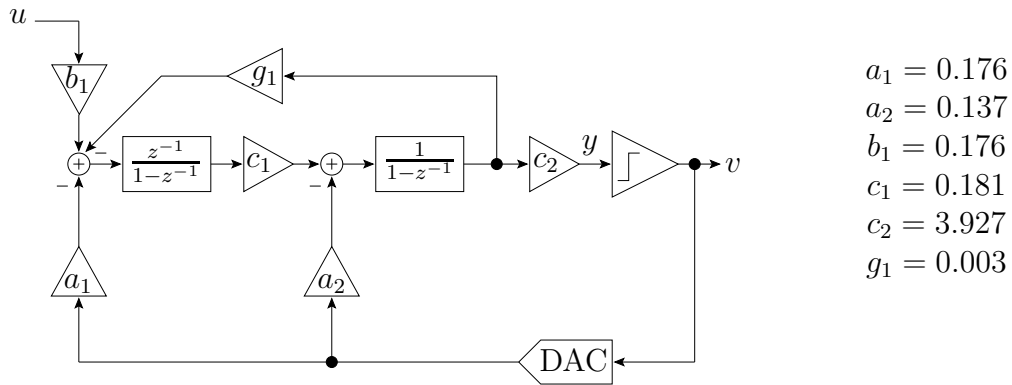 u
b₁
g₁
a₁ = 0.176
a₂ = 0.137
b₁ = 0.176
c₁ = 0.181
c₂ = 3.927
g₁ = 0.003
+ − −
z⁻¹
1−z⁻¹
c₁
+ −
1
1−z⁻¹
c₂
y
v
a₁
a₂
DAC